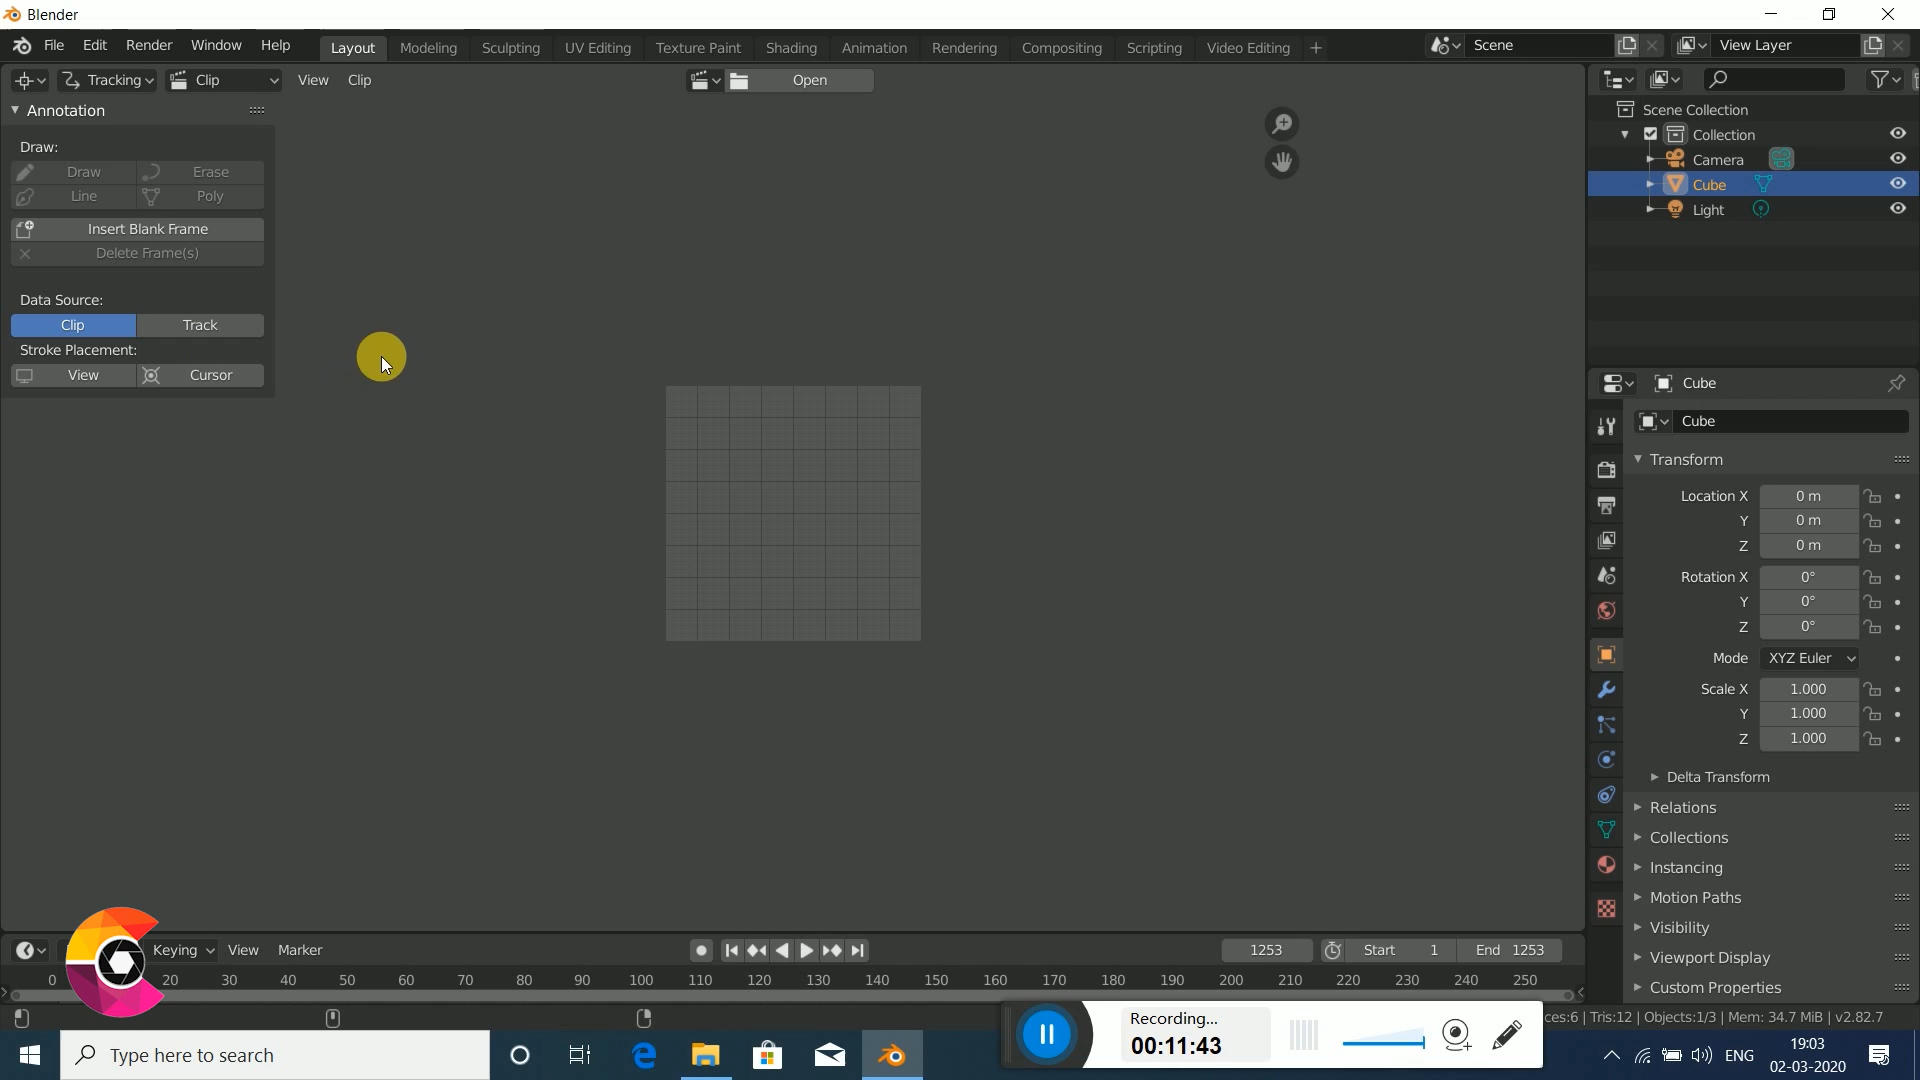 Blender
File Edit Render Window Help Layout Modeling Sculpting UV Editing Texture Paint Shading Animation Rendering Compositing Scripting Video Editing + Scene View Layer
Tracking Clip View Clip Open
Annotation
Scene Collection
Collection
Camera
Cube
Light
Draw:
Draw Erase
Line Poly
Insert Blank Frame
Delete Frame(s)
Data Source:
Clip Track
Stroke Placement:
View Cursor
Cube
Cube
Transform
Location X 0 m
Y 0 m
Z 0 m
Rotation X 0°
Y 0°
Z 0°
Mode XYZ Euler
Scale X 1.000
Y 1.000
Z 1.000
Delta Transform
Relations
Collections
Instancing
Motion Paths
Visibility
Viewport Display
Custom Properties
Keying View Marker 1253 Start 1 End 1253
0 20 30 40 50 60 70 80 90 100 110 120 130 140 150 160 170 180 190 200 210 220 230 240 250
ces:6 | Tris:12 | Objects:1/3 | Mem: 34.7 MiB | v2.82.7
Recording...
00:11:43
Type here to search
ENG
19:03
02-03-2020